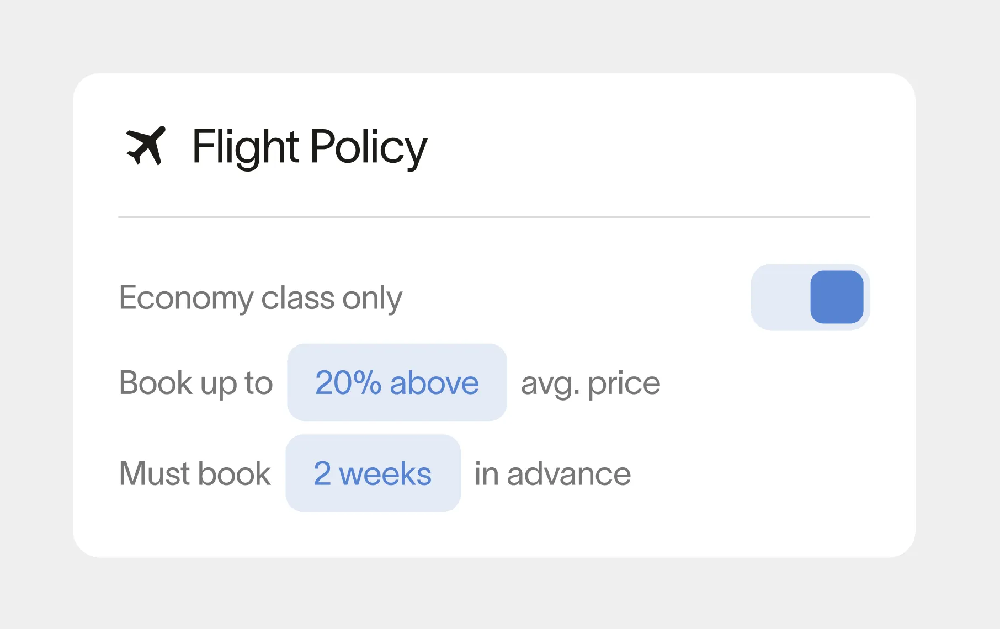 Flight Policy
Economy class only
Book up to 20% above avg. price
Must book 2 weeks in advance